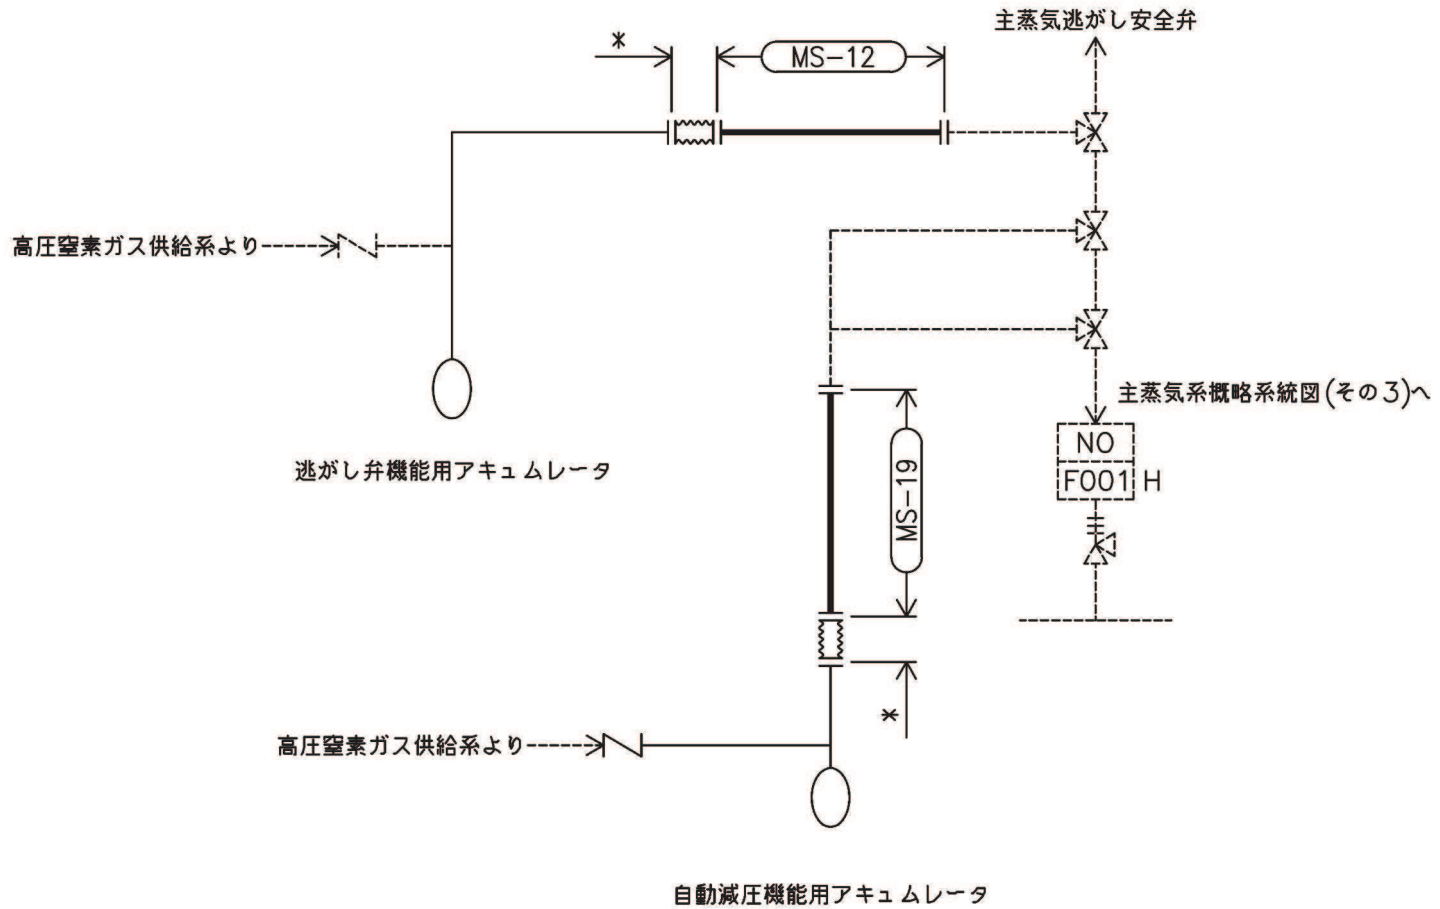 主蒸気逃がし安全弁
*
MS-12
高圧窒素ガス供給系より
主蒸気系概略系統図(その3)へ
NO
F001 H
逃がし弁機能用アキュムレータ
MS-19
*
高圧窒素ガス供給系より
自動減圧機能用アキュムレータ